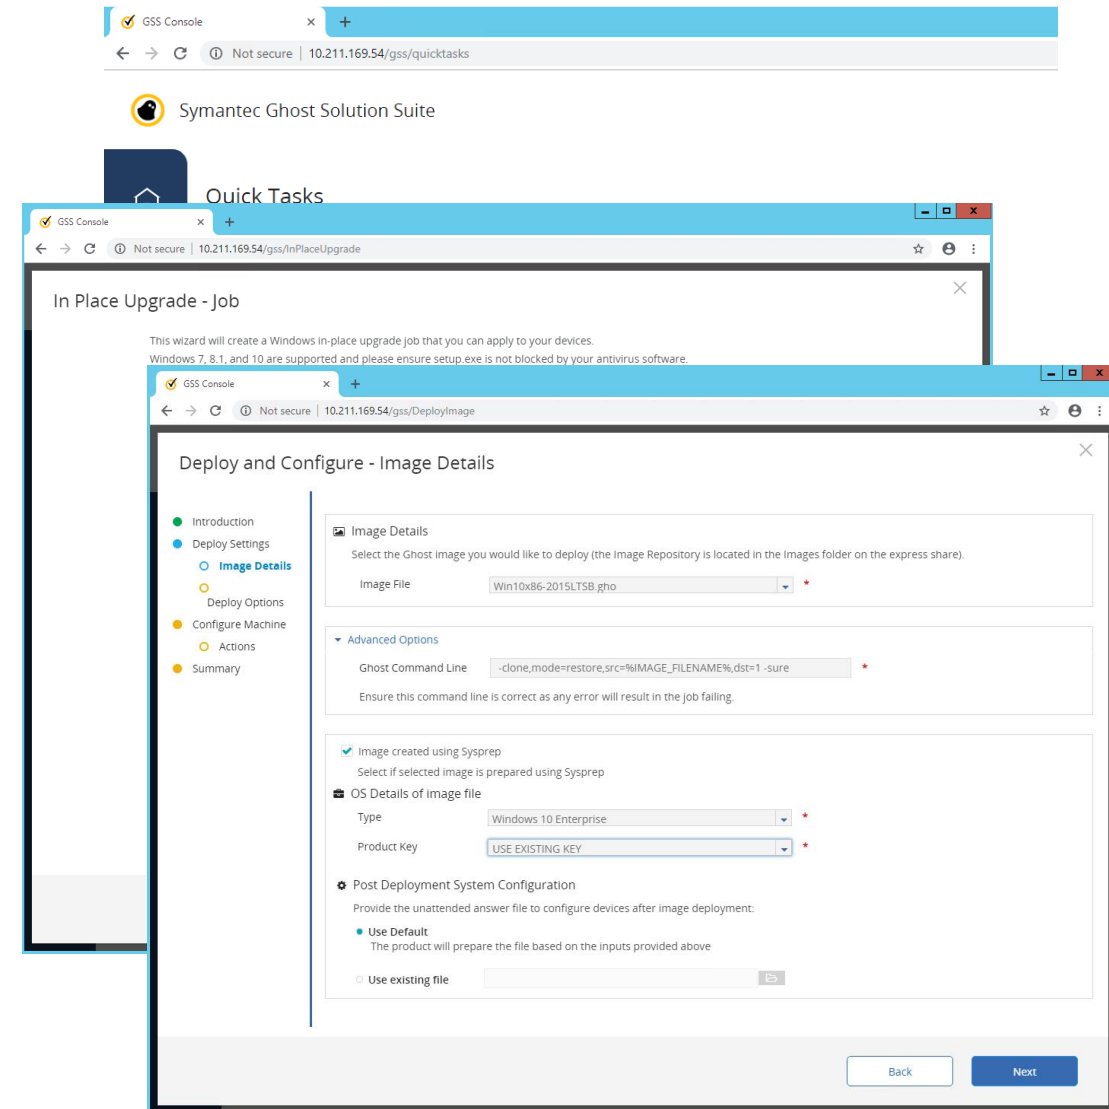 GSS Console
Not secure | 10.211.169.54/gss/quicktasks
Symantec Ghost Solution Suite
Quick Tasks
GSS Console
Not secure | 10.211.169.54/gss/InPlaceUpgrade
In Place Upgrade - Job
This wizard will create a Windows in-place upgrade job that you can apply to your devices.
Windows 7, 8.1, and 10 are supported and please ensure setup.exe is not blocked by your antivirus software.
GSS Console
Not secure | 10.211.169.54/gss/DeployImage
Deploy and Configure - Image Details
Introduction
Deploy Settings
Image Details
Deploy Options
Configure Machine
Actions
Summary
Image Details
Select the Ghost image you would like to deploy (the Image Repository is located in the Images folder on the express share).
Image File Win10x86-2015LTSB.gho *
Advanced Options
Ghost Command Line -clone,mode=restore,src=%IMAGE_FILENAME%,dst=1 -sure *
Ensure this command line is correct as any error will result in the job failing.
Image created using Sysprep
Select if selected image is prepared using Sysprep
OS Details of image file
Type Windows 10 Enterprise *
Product Key USE EXISTING KEY *
Post Deployment System Configuration
Provide the unattended answer file to configure devices after image deployment:
Use Default
The product will prepare the file based on the inputs provided above
Use existing file
Back Next